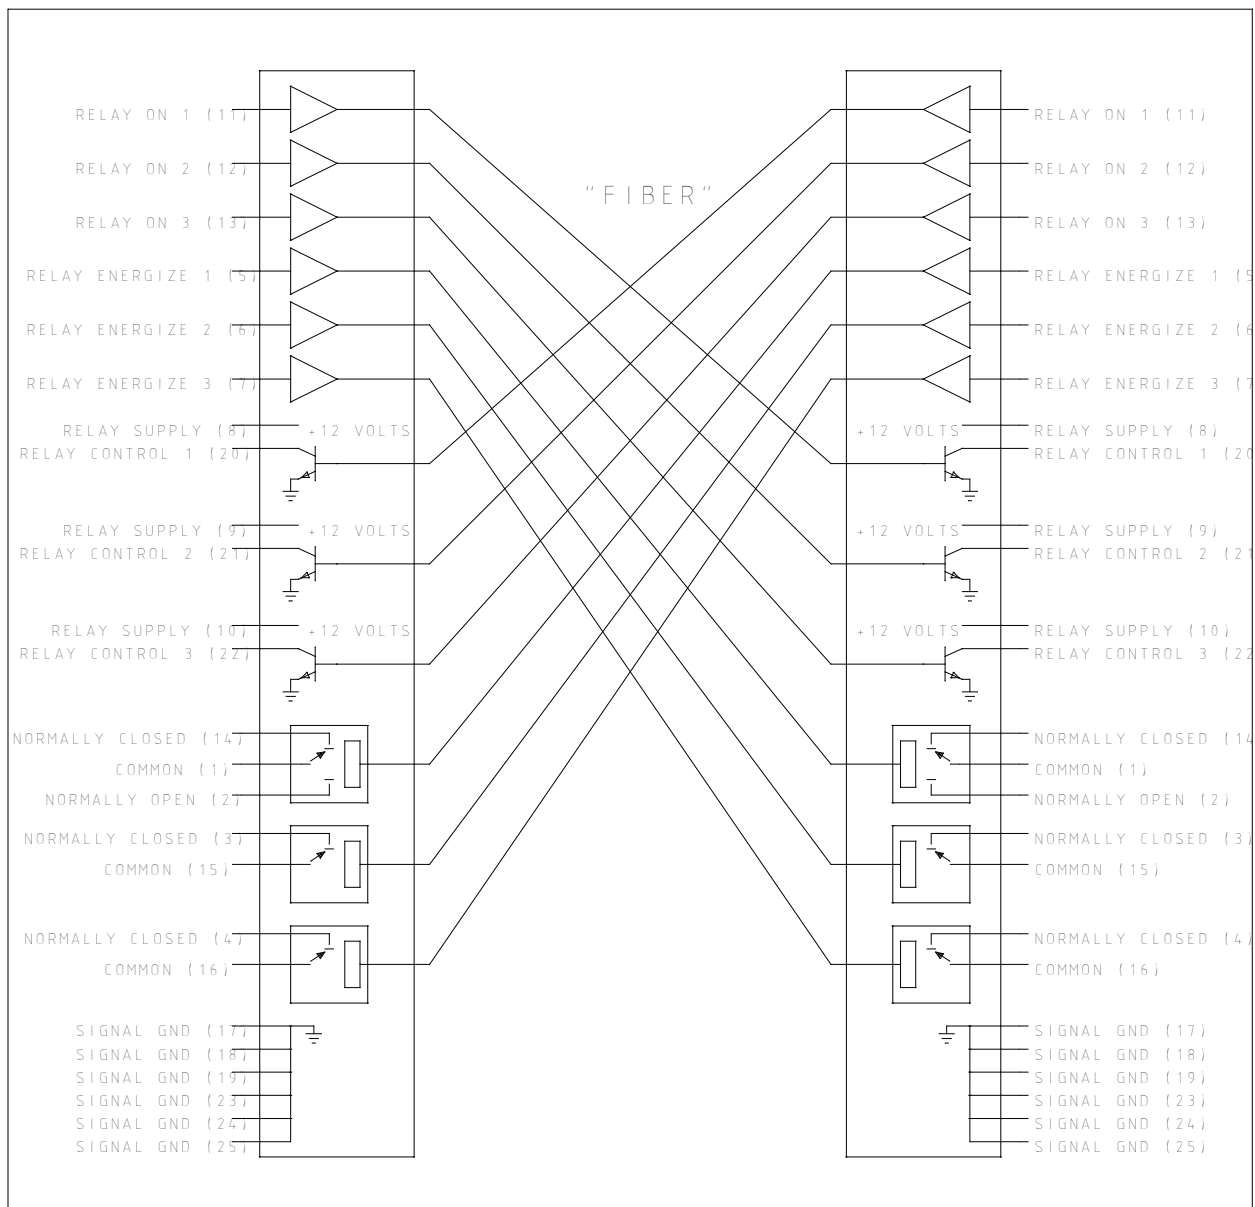 RELAY ON 1 (11)
RELAY ON 2 (12)
RELAY ON 3 (13)
RELAY ENERGIZE 1 (5)
RELAY ENERGIZE 2 (6)
RELAY ENERGIZE 3 (7)
RELAY SUPPLY (8)
+12 VOLTS
RELAY CONTROL 1 (20)
RELAY SUPPLY (9)
+12 VOLTS
RELAY CONTROL 2 (21)
RELAY SUPPLY (10)
+12 VOLTS
RELAY CONTROL 3 (22)
NORMALLY CLOSED (14)
COMMON (1)
NORMALLY OPEN (2)
NORMALLY CLOSED (3)
COMMON (15)
NORMALLY CLOSED (4)
COMMON (16)
SIGNAL GND (17)
SIGNAL GND (18)
SIGNAL GND (19)
SIGNAL GND (23)
SIGNAL GND (24)
SIGNAL GND (25)
"FIBER"
RELAY ON 1 (11)
RELAY ON 2 (12)
RELAY ON 3 (13)
RELAY ENERGIZE 1 (5
RELAY ENERGIZE 2 (6
RELAY ENERGIZE 3 (7
+12 VOLTS
RELAY SUPPLY (8)
RELAY CONTROL 1 (20
+12 VOLTS
RELAY SUPPLY (9)
RELAY CONTROL 2 (21
+12 VOLTS
RELAY SUPPLY (10)
RELAY CONTROL 3 (22
NORMALLY CLOSED (14
COMMON (1)
NORMALLY OPEN (2)
NORMALLY CLOSED (3)
COMMON (15)
NORMALLY CLOSED (4)
COMMON (16)
SIGNAL GND (17)
SIGNAL GND (18)
SIGNAL GND (19)
SIGNAL GND (23)
SIGNAL GND (24)
SIGNAL GND (25)